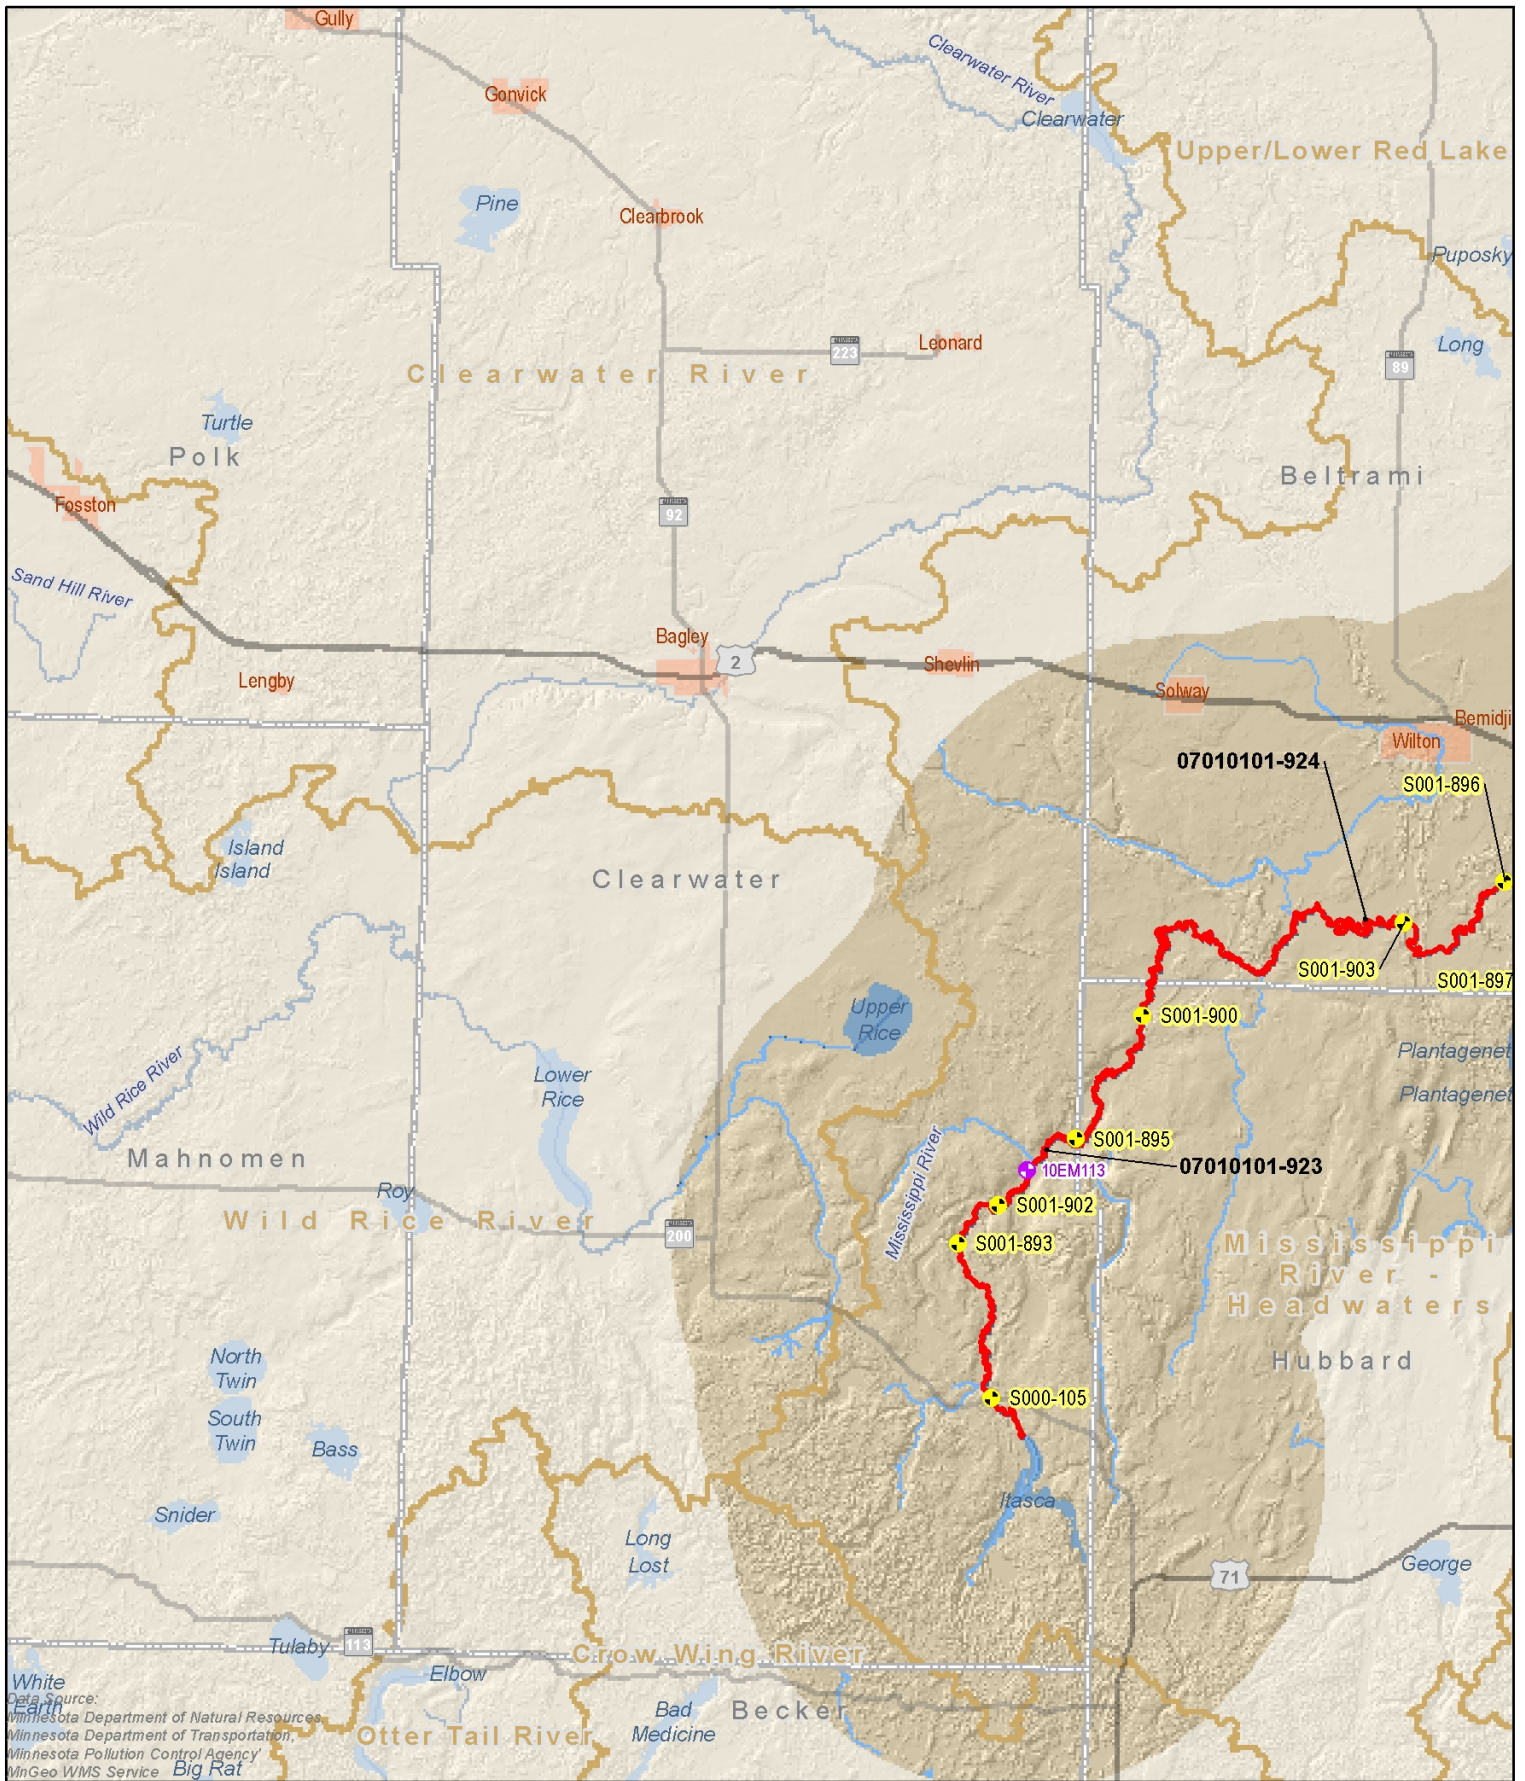 Gully
Clearwater River
Gonvick
Clearwater
Upper/Lower Red Lake
Pine
Clearbrook
Puposky
Leonard
223
Long
89
Clearwater River
Turtle
Polk
Beltrami
Fosston
92
Sand Hill River
Bagley
2
Shevlin
Lengby
Solway
Bemidji
Wilton
07010101-924
S001-896
Island
Island
Clearwater
S001-903
S001-897
Upper
Rice
S001-900
Plantagenet
Lower
Rice
Plantagenet
Wild Rice River
Mississippi River
S001-895
Mahnomen
07010101-923
10EM113
Roy
S001-902
Wild Rice River
200
S001-893
Mississippi
River -
Headwaters
North
Twin
Hubbard
S000-105
South
Twin
Bass
Itasca
Snider
Long
Lost
George
71
Tulaby
113
Crow Wing River
Elbow
White
Earth
Data Source:
Minnesota Department of Natural Resources,
Minnesota Department of Transportation,
Minnesota Pollution Control Agency'
MnGeo WMS Service
Bad
Medicine
Becker
Otter Tail River
Big Rat